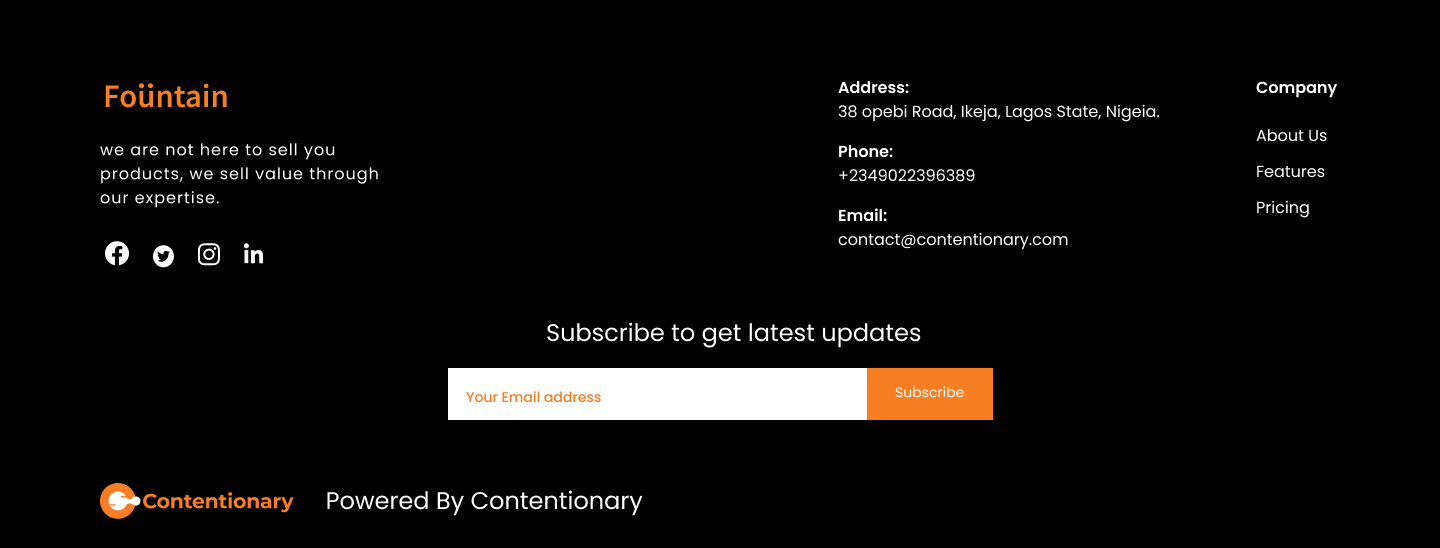 Foüntain
we are not here to sell you
products, we sell value through
our expertise.
Address:
38 opebi Road, Ikeja, Lagos State, Nigeia.
Phone:
+2349022396389
Email:
contact@contentionary.com
Company
About Us
Features
Pricing
Subscribe to get latest updates
Your Email address
Subscribe
Contentionary
Powered By Contentionary